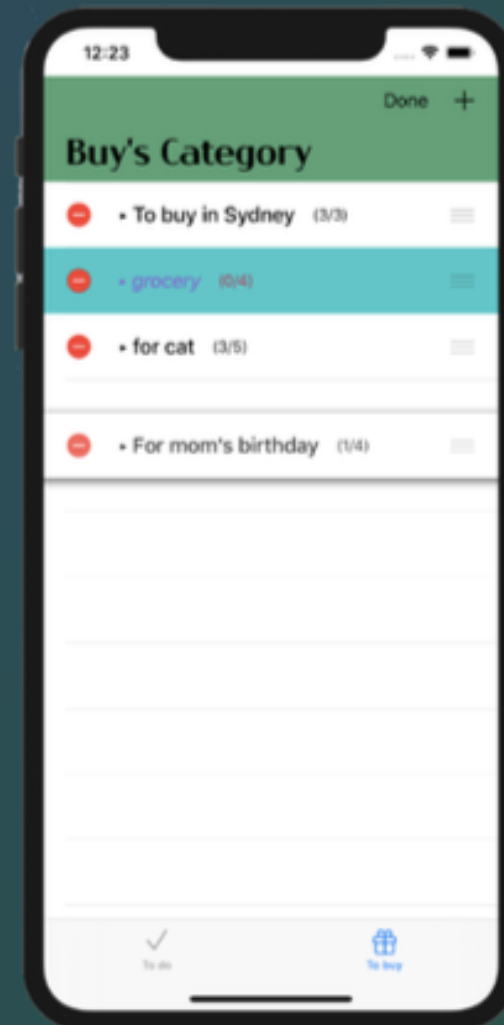 12:23
Done +
Buy's Category
• To buy in Sydney (3/3)
• grocery (0/4)
• for cat (3/5)
• For mom's birthday (1/4)
To do
To buy